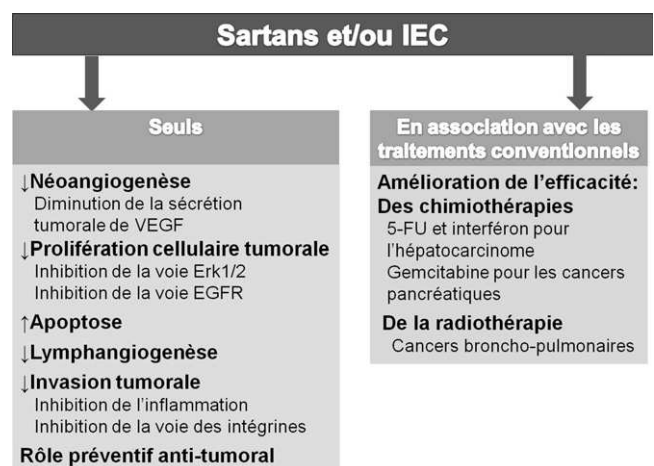 Sartans et/ou IEC
Seuls
↓Néoangiogenèse
Diminution de la sécrétion
tumorale de VEGF
↓Prolifération cellulaire tumorale
Inhibition de la voie Erk1/2
Inhibition de la voie EGFR
↑Apoptose
↓Lymphangiogenèse
↓Invasion tumorale
Inhibition de l'inflammation
Inhibition de la voie des intégrines
Rôle préventif anti-tumoral
En association avec les
traitements conventionnels
Amélioration de l'efficacité:
Des chimiothérapies
5-FU et interféron pour
l'hépatocarcinome
Gemcitabine pour les cancers
pancréatiques
De la radiothérapie
Cancers broncho-pulmonaires